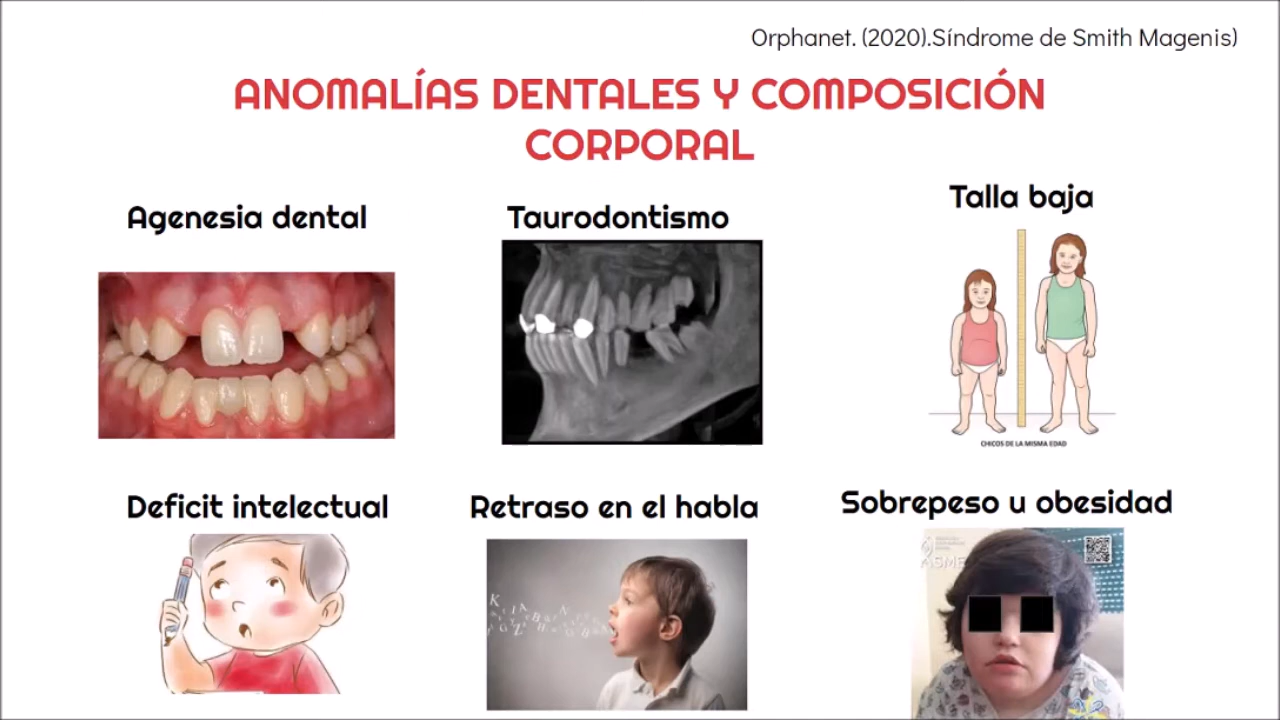 Orphanet. (2020).Síndrome de Smith Magenis)
ANOMALÍAS DENTALES Y COMPOSICIÓN
CORPORAL
Agenesia dental
Taurodontismo
Talla baja
CHICOS DE LA MISMA EDAD
Deficit intelectual
Retraso en el habla
Sobrepeso u obesidad
ASME